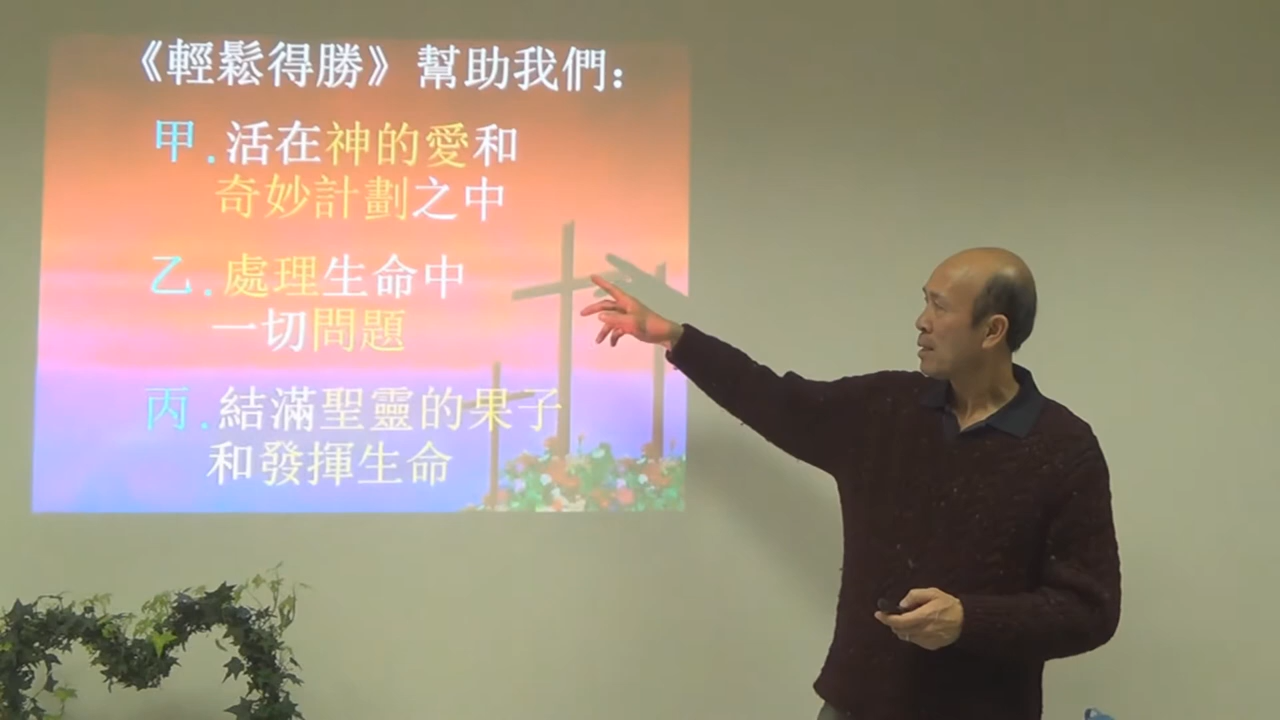 《輕鬆得勝》幫助我們：
甲．活在神的愛和
奇妙計劃之中
乙．處理生命中
一切問題
丙．結滿聖靈的果子
和發揮生命